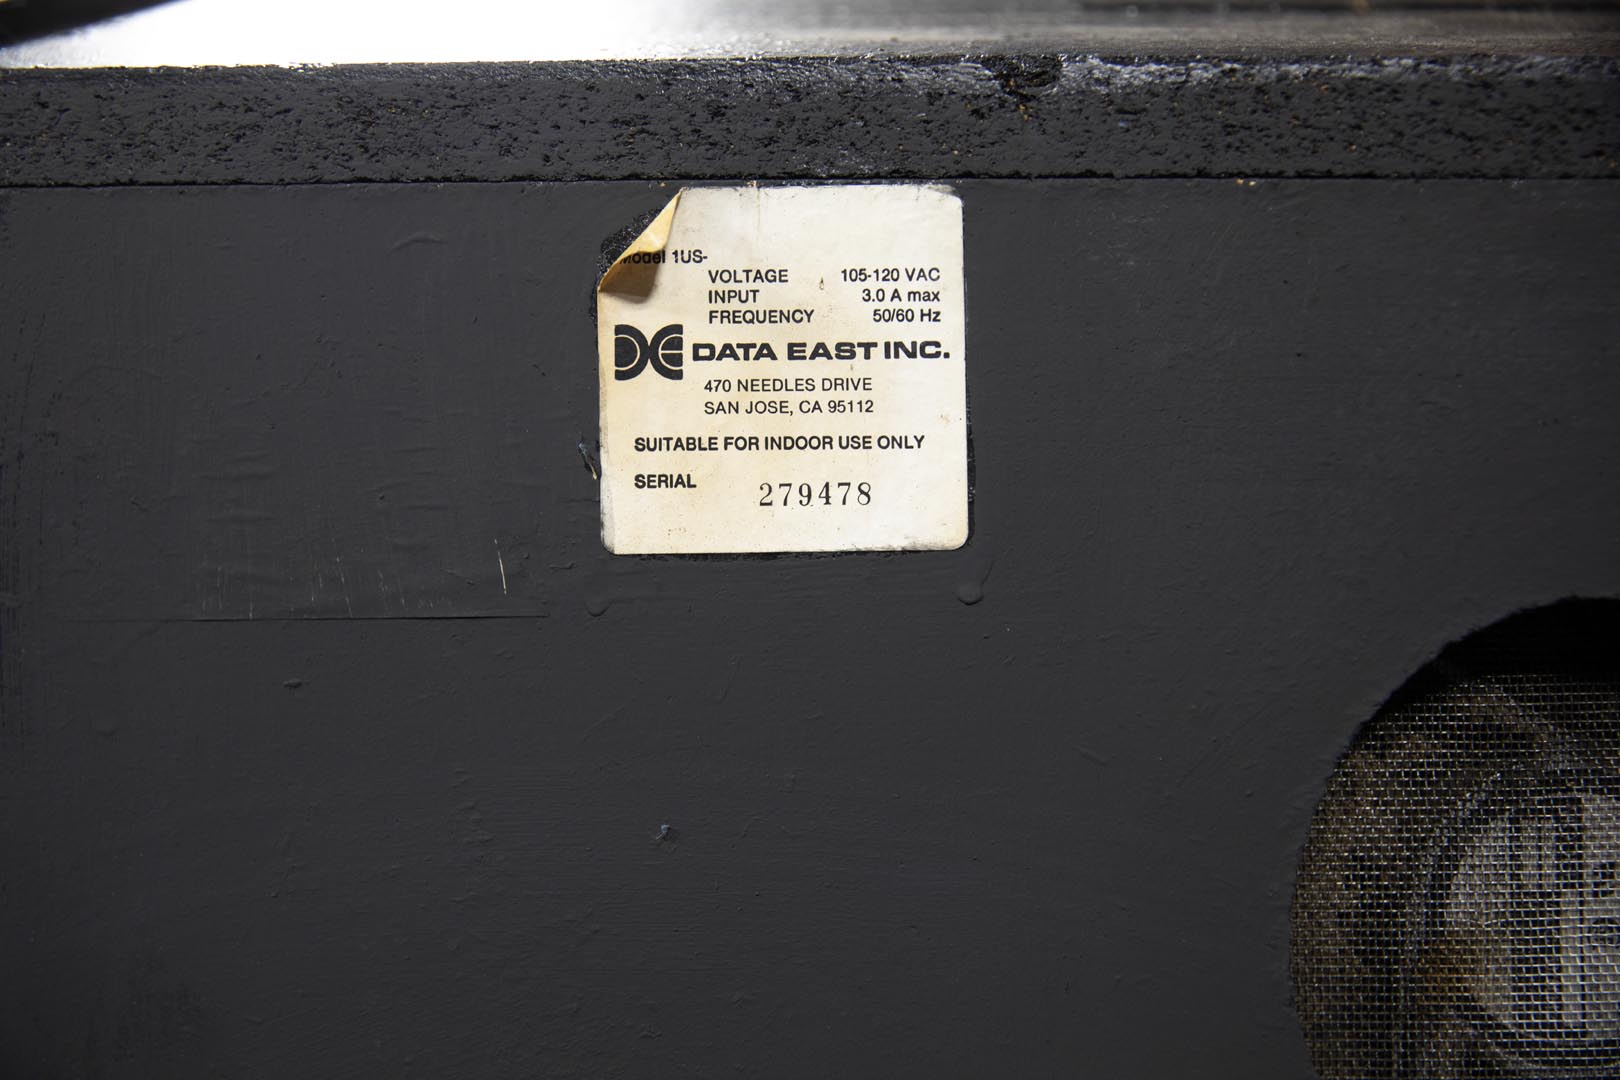 Model 1US-
VOLTAGE 105-120 VAC
INPUT 3.0 A max
FREQUENCY 50/60 Hz
DE DATA EAST INC.
470 NEEDLES DRIVE
SAN JOSE, CA 95112
SUITABLE FOR INDOOR USE ONLY
SERIAL 279478